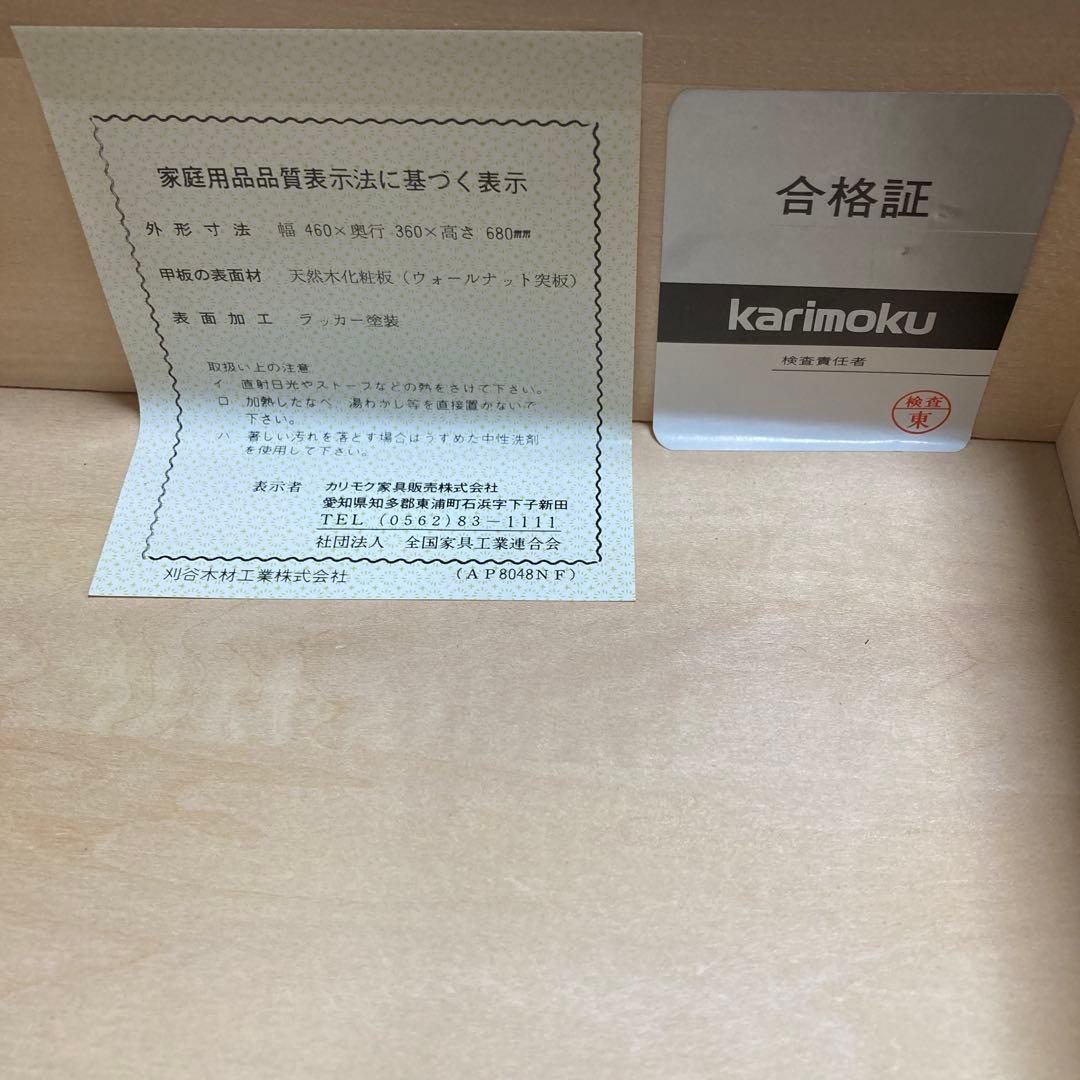 家庭用品品質表示法に基づく表示
外形寸法 幅 460×奥行 360×高さ 680㎜
甲板の表面材 天然木化粧板(ウォールナット突板)
表面加工 ラッカー塗装
取扱い上の注意
イ 直射日光やストーブなどの熱をさけて下さい。
ロ 加熱したなべ、湯わかし等を直接置かないで
下さい。
ハ 著しい汚れを落とす場合はうすめた中性洗剤
を使用して下さい。
表示者 カリモク家具販売株式会社
愛知県知多郡東浦町石浜字下子新田
TEL (0562)83-1111
社団法人 全国家具工業連合会
刈谷木材工業株式会社 (AP8048NF)
合格証
karimoku
検査責任者
検査
東